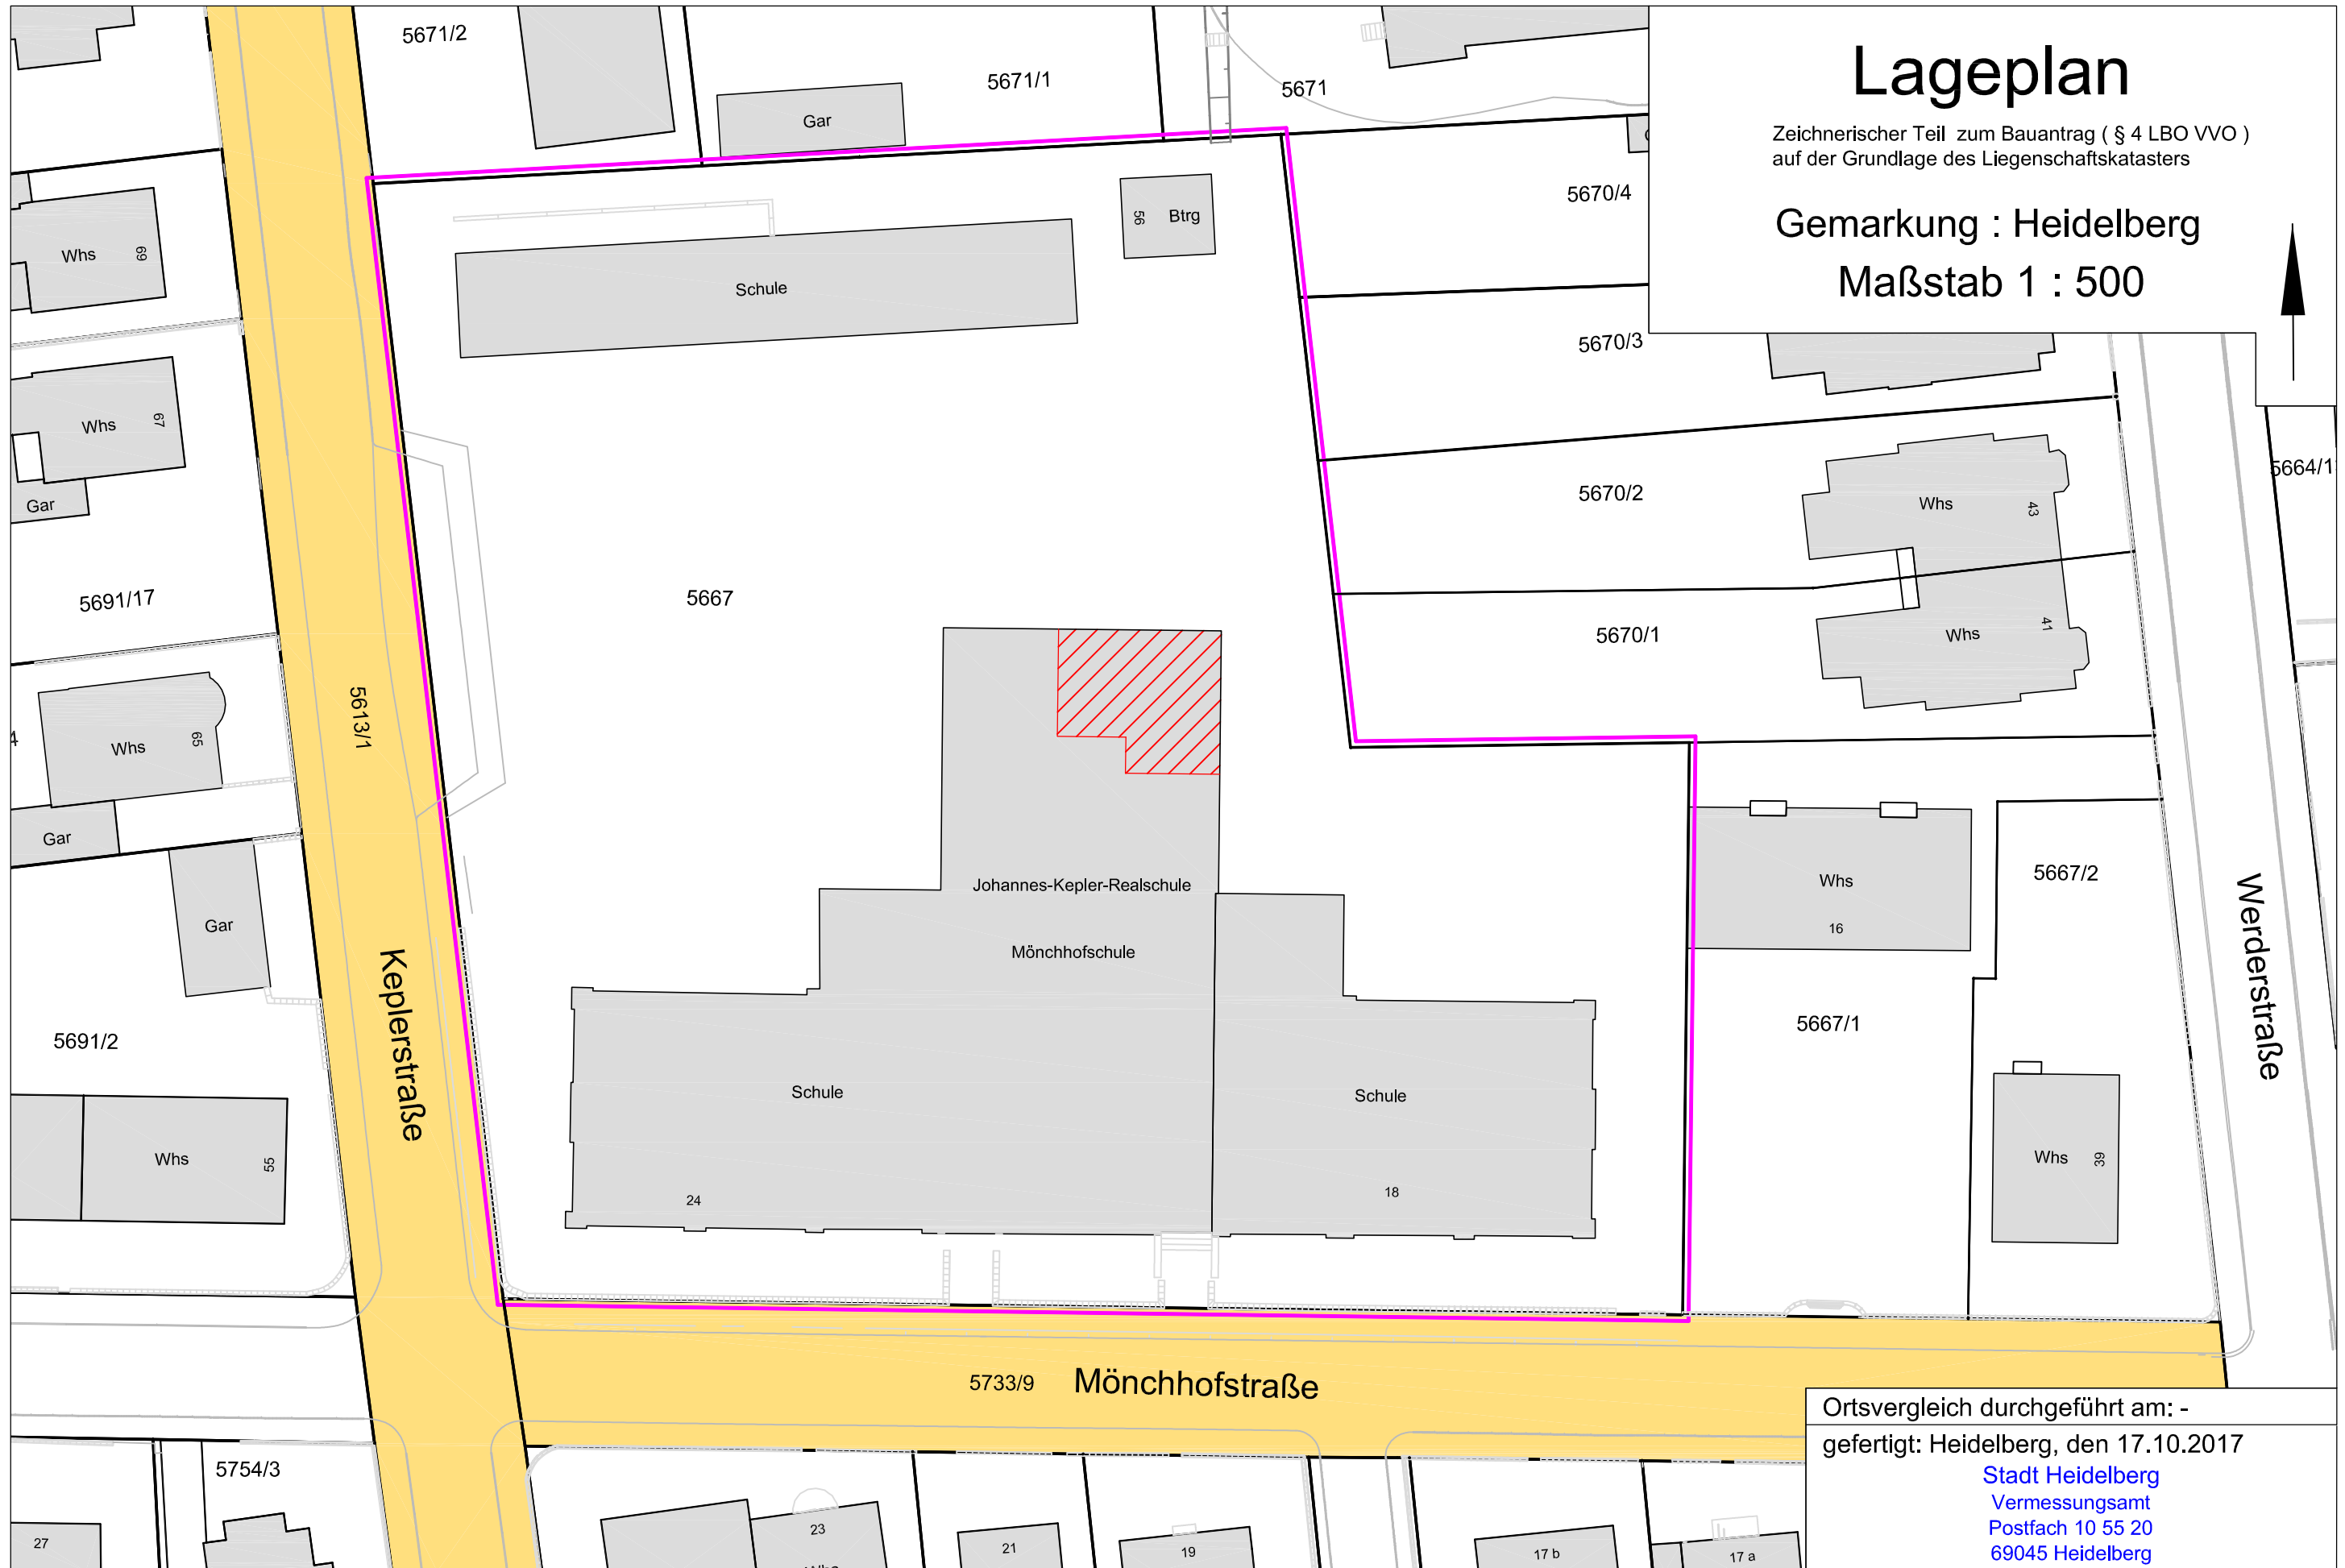 Lageplan
Zeichnerischer Teil zum Bauantrag ( § 4 LBO VVO )
auf der Grundlage des Liegenschaftskatasters
Gemarkung : Heidelberg
Maßstab 1 : 500
5671/2
5671/1
5671
Gar
5670/4
56
Btrg
Whs
69
Schule
5670/3
Whs
67
5664/1
5670/2
Whs
43
Gar
5691/17
5667
5670/1
Whs
41
5613/1
Whs
65
4
Gar
Whs
16
5667/2
Johannes-Kepler-Realschule
Mönchhofschule
Gar
Keplerstraße
Werderstraße
5691/2
5667/1
Schule
Schule
Whs
55
Whs
39
24
18
5733/9
Mönchhofstraße
5754/3
27
23
21
19
17 b
17 a
Ortsvergleich durchgeführt am: -
gefertigt: Heidelberg, den 17.10.2017
Stadt Heidelberg
Vermessungsamt
Postfach 10 55 20
69045 Heidelberg